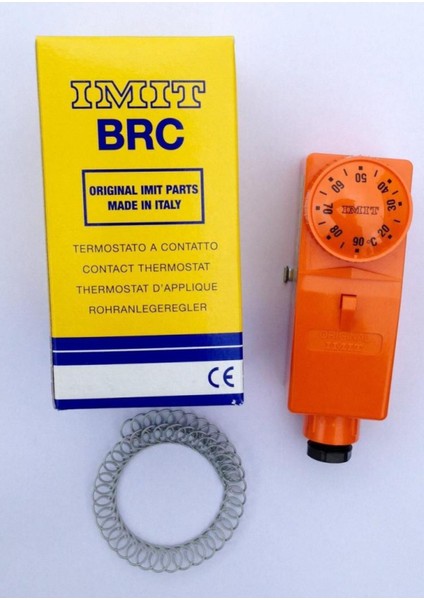 IMIT
BRC
ORIGINAL IMIT PARTS
MADE IN ITALY
TERMOSTATO A CONTATTO
CONTACT THERMOSTAT
THERMOSTAT D'APPLIQUE
ROHRANLEGEREGLER
CE
IMIT
20 30 40 50 60 70 80 90 °C